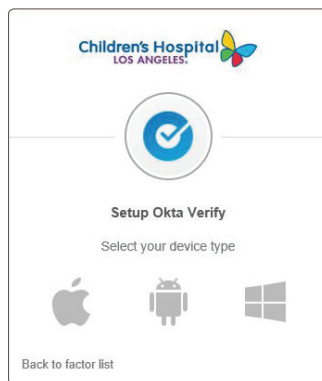 Children's Hospital
LOS ANGELES.
Setup Okta Verify
Select your device type
Back to factor list